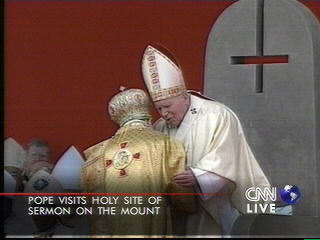 POPE VISITS HOLY SITE OF
SERMON ON THE MOUNT
CNN
LIVE